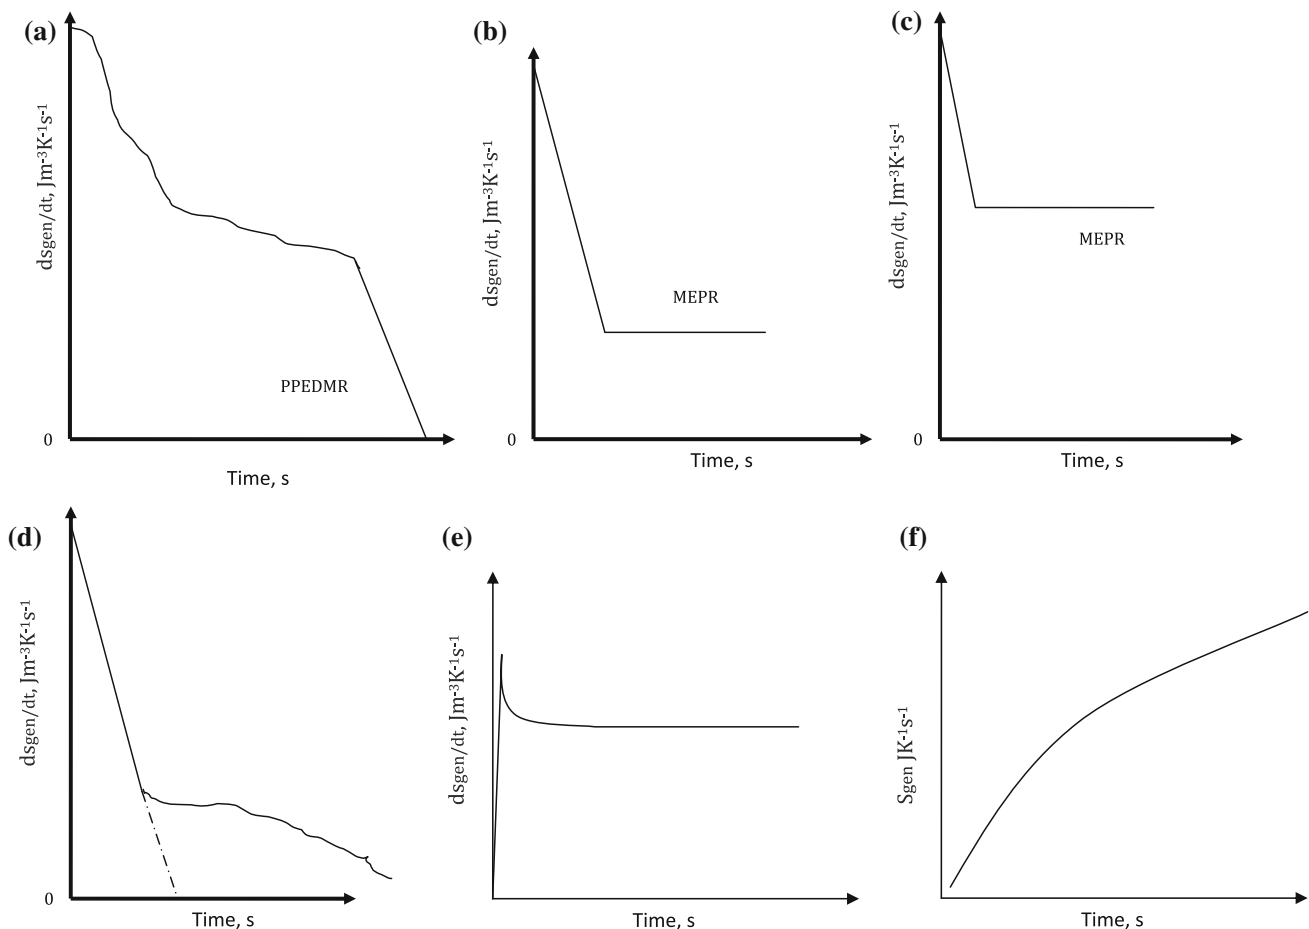 (a)
dsgen/dt, Jm-3K-1s-1
PPEDMR
0
Time, s
(b)
dsgen/dt, Jm-3K-1s-1
MEPR
0
Time, s
(c)
dsgen/dt, Jm-3K-1s-1
MEPR
0
Time, s
(d)
dsgen/dt, Jm-3K-1s-1
0
Time, s
(e)
dsgen/dt, Jm-3K-1s-1
Time, s
(f)
Sgen JK-1s-1
Time, s